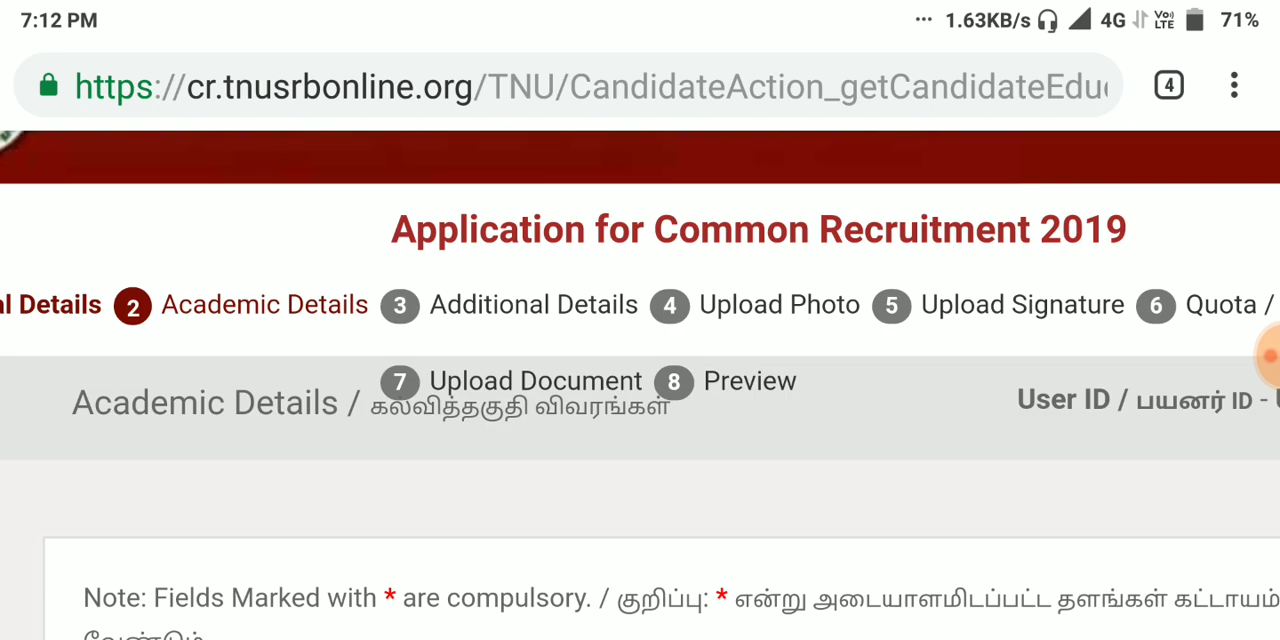 7:12 PM ... 1.63KB/s 4G Vo) LTE 71%
https://cr.tnusrbonline.org/TNU/CandidateAction_getCandidateEdu 4
Application for Common Recruitment 2019
al Details 2 Academic Details 3 Additional Details 4 Upload Photo 5 Upload Signature 6 Quota /
7 Upload Document 8 Preview
Academic Details / கல்வித்தகுதி விவரங்கள் User ID / பயனர் ID -
Note: Fields Marked with * are compulsory. / குறிப்பு: * என்று அடையாளமிடப்பட்ட தளங்கள் கட்டாயம்
வேண்டும்